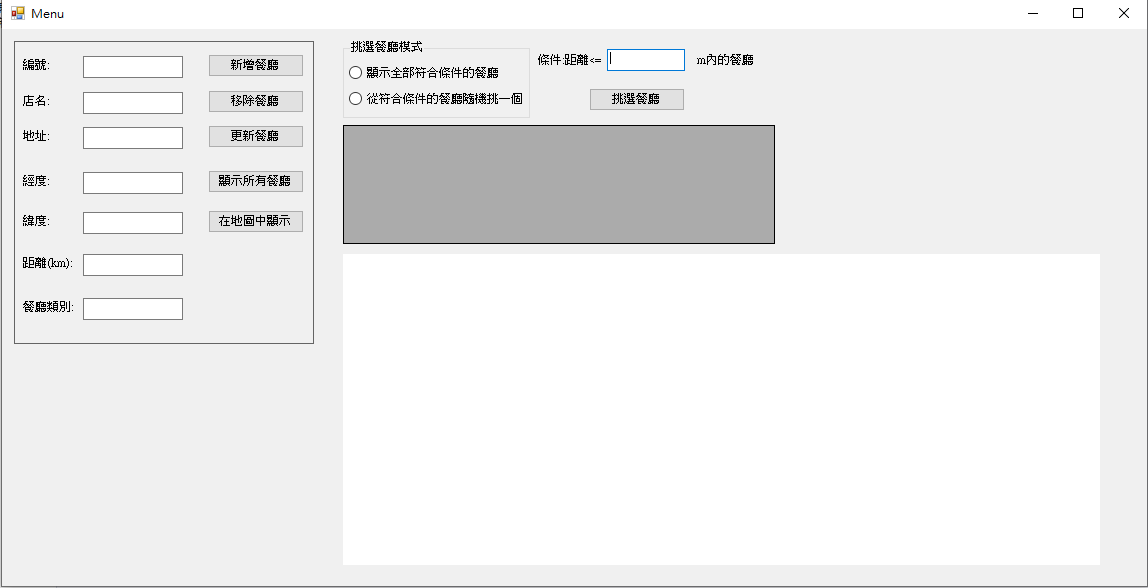 Menu
編號:
新增餐廳
店名:
移除餐廳
地址:
更新餐廳
經度:
顯示所有餐廳
緯度:
在地圖中顯示
距離(km):
餐廳類別:
挑選餐廳模式
顯示全部符合條件的餐廳
從符合條件的餐廳隨機挑一個
條件:距離<= m內的餐廳
挑選餐廳